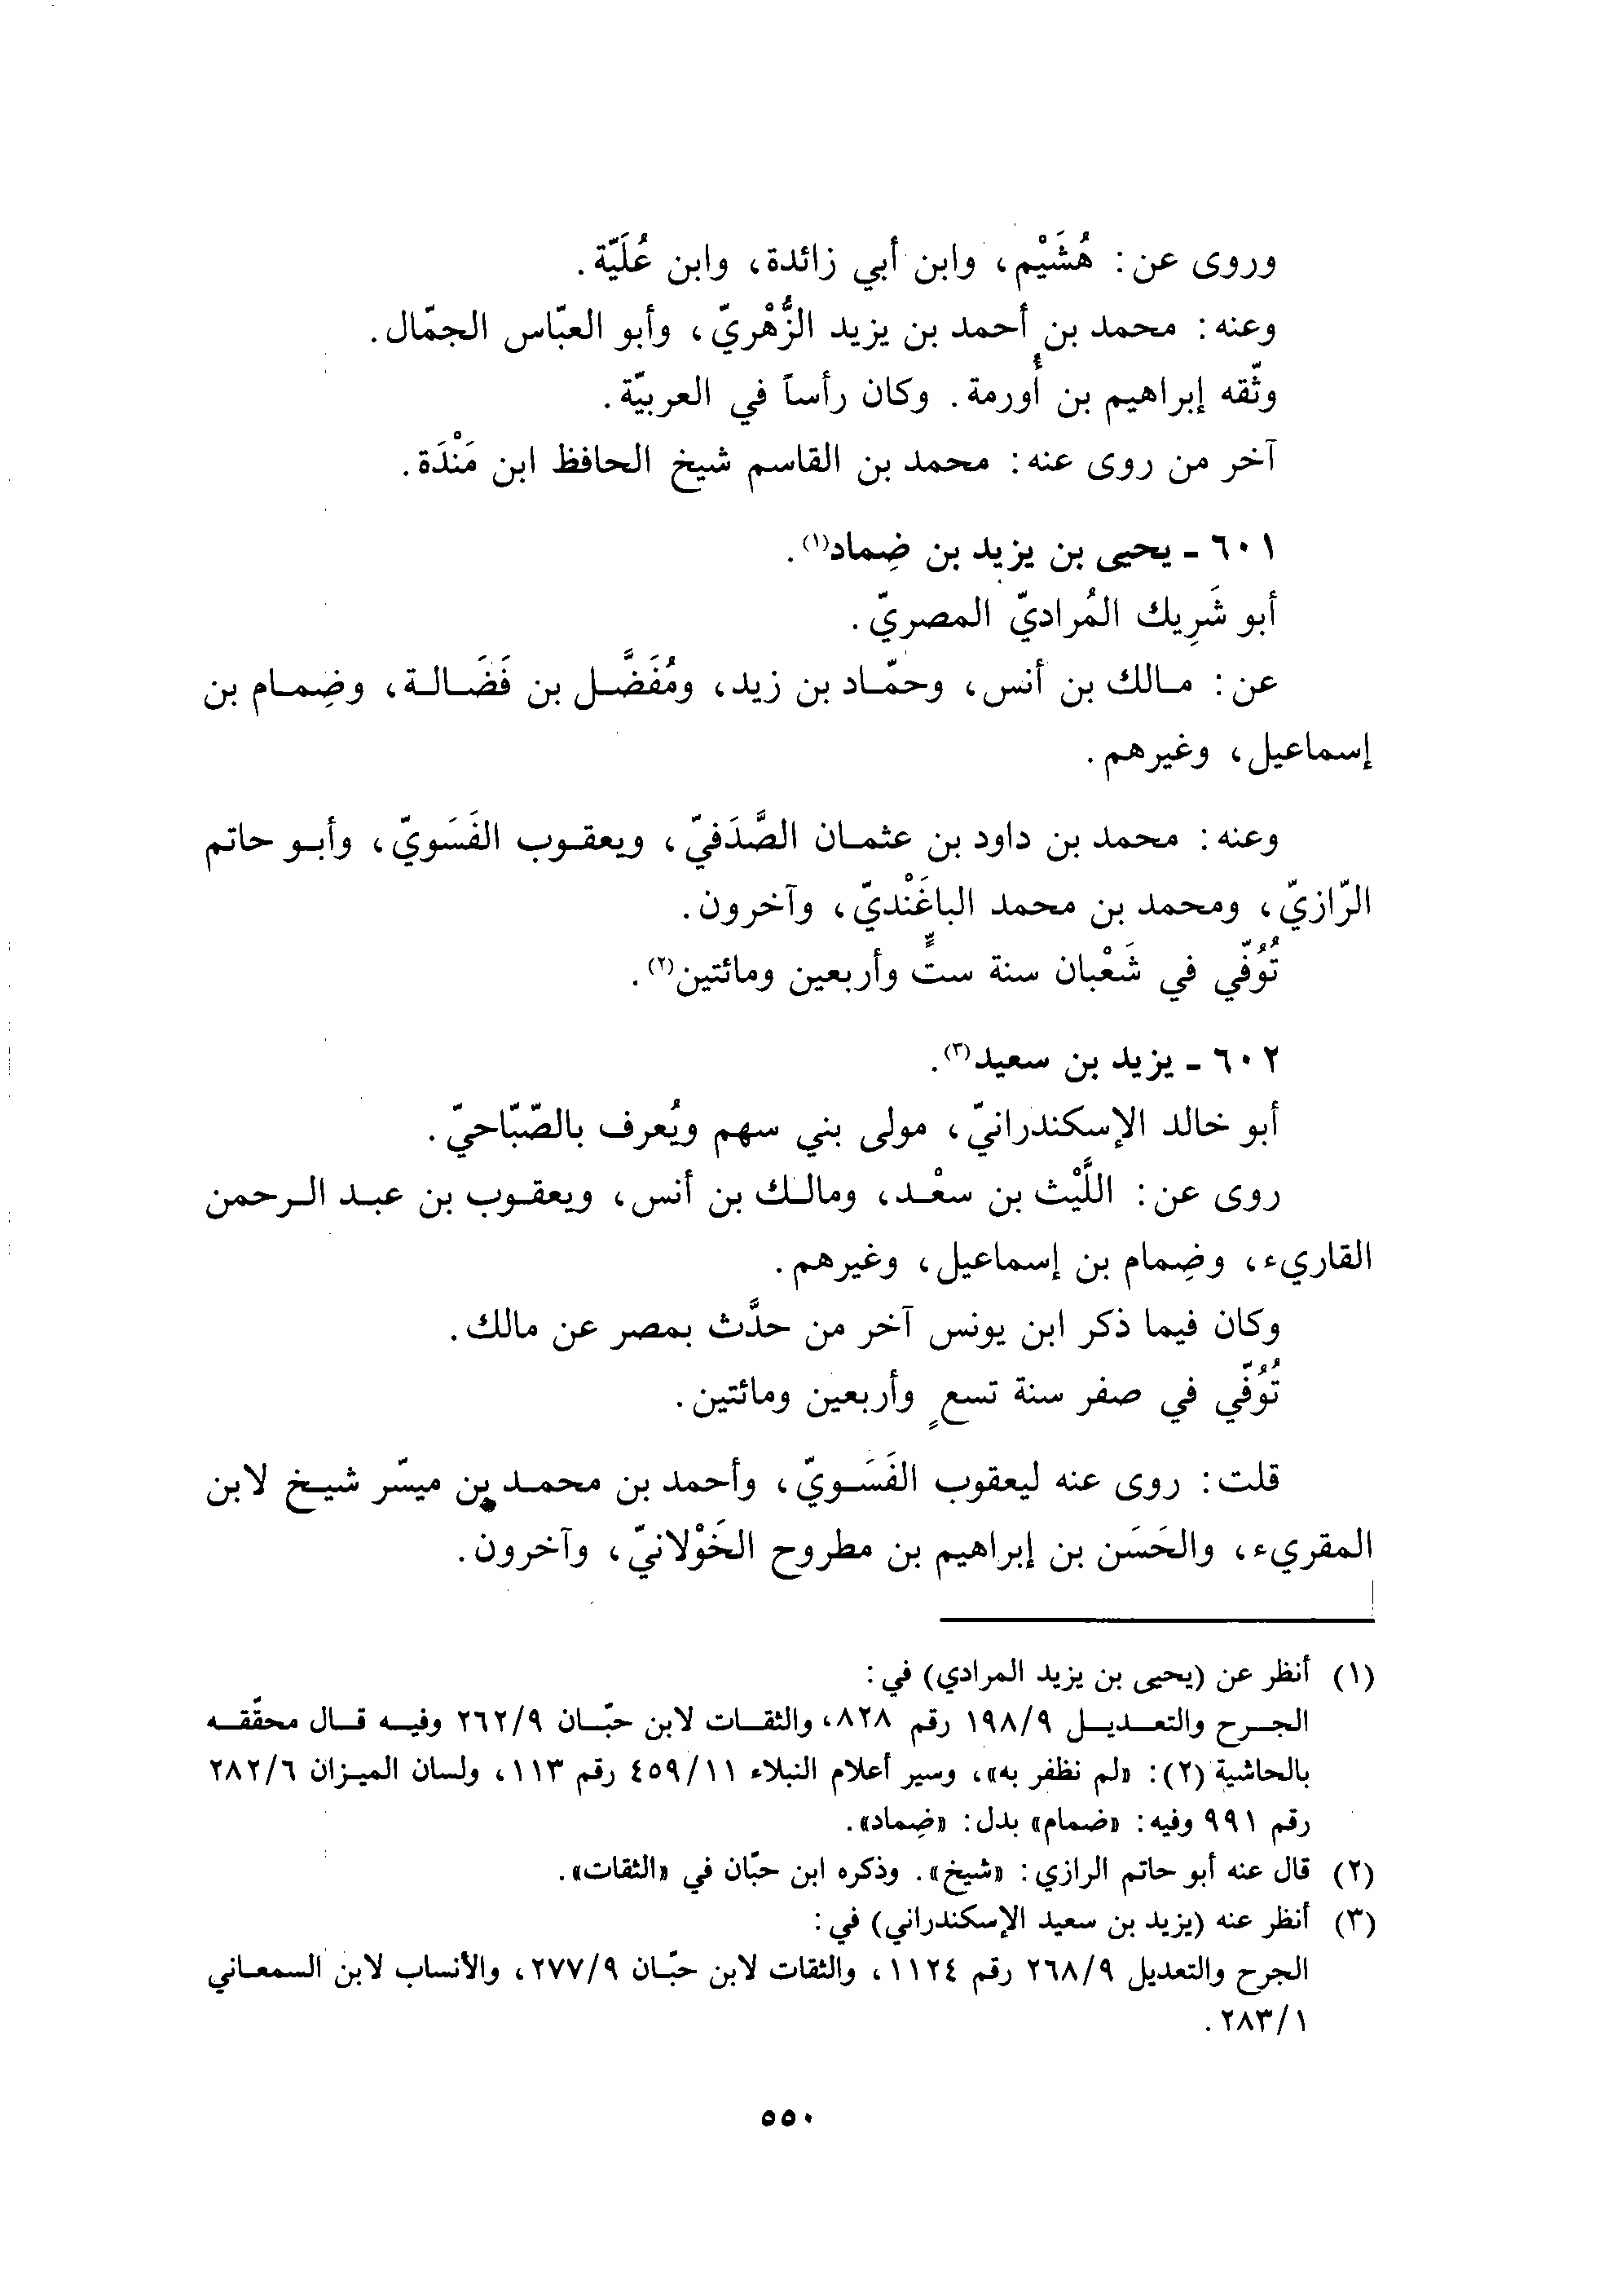 وروى عن: هُشَيْم، وابن أبي زائدة، وابن عُلَيّة.
وعنه: محمد بن أحمد بن يزيد الزُّهْريّ، وأبو العبّاس الجمّال.
وثّقه إبراهيم بن أُورمة. وكان رأساً في العربيّة.
آخر من روى عنه: محمد بن القاسم شيخ الحافظ ابن مَنْدَة.
٦٠١ - يحيى بن يزيد بن ضِماد(١).
أبو شَرِيك المُراديّ المصريّ.
عن: مالك بن أنس، وحمّاد بن زيد، ومُفَضَّل بن فَضَالة، وضِمام بن
إسماعيل، وغيرهم.
وعنه: محمد بن داود بن عثمان الصَّدَفيّ، ويعقوب الفَسَويّ، وأبو حاتم
الرّازيّ، ومحمد بن محمد الباغَنْديّ، وآخرون.
تُوُفّي في شَعْبان سنة ستٍّ وأربعين ومائتين(٢).
٦٠٢ - يزيد بن سعيد(٣).
أبو خالد الإسكندرانيّ، مولى بني سهم ويُعرف بالصّبّاحيّ.
روى عن: اللَّيْث بن سعْد، ومالك بن أنس، ويعقوب بن عبد الرحمن
القاريء، وضِمام بن إسماعيل، وغيرهم.
وكان فيما ذكر ابن يونس آخر من حدَّث بمصر عن مالك.
تُوُفّي في صفر سنة تسعٍ وأربعين ومائتين.
قلت: روى عنه ليعقوب الفَسَويّ، وأحمد بن محمد بن ميسّر شيخ لابن
المقريء، والحَسَن بن إبراهيم بن مطروح الخَوْلانيّ، وآخرون.
(١) أنظر عن (يحيى بن يزيد المرادي) في:
الجرح والتعديل ١٩٨/٩ رقم ٨٢٨، والثقات لابن حبّان ٢٦٢/٩ وفيه قال محقّقه
بالحاشية (٢): «لم نظفر به»، وسير أعلام النبلاء ٤٥٩/١١ رقم ١١٣، ولسان الميزان ٢٨٢/٦
رقم ٩٩١ وفيه: «ضمام» بدل: «ضِماد».
(٢) قال عنه أبو حاتم الرازي: «شيخ». وذكره ابن حبّان في «الثقات».
(٣) أنظر عنه (يزيد بن سعيد الإسكندراني) في:
الجرح والتعديل ٢٦٨/٩ رقم ١١٢٤، والثقات لابن حبّان ٢٧٧/٩، والأنساب لابن السمعاني
٢٨٣/١.
٥٥٠